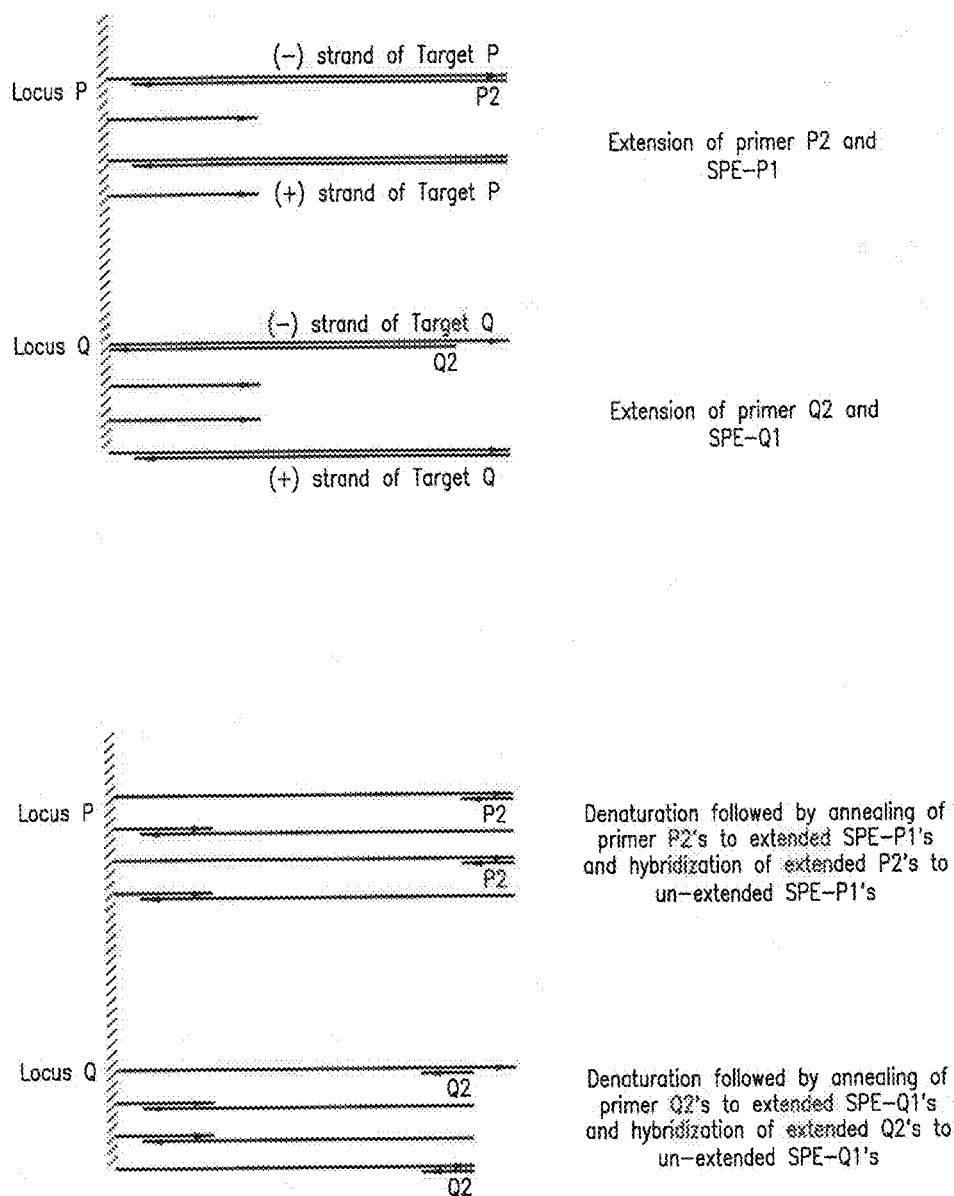 (-) strand of Target P
Locus P
P2
Extension of primer P2 and
SPE-P1
(+) strand of Target P
(-) strand of Target Q
Locus Q
Q2
Extension of primer Q2 and
SPE-Q1
(+) strand of Target Q
Locus P
P2
P2
Denaturation followed by annealing of
primer P2's to extended SPE-P1's
and hybridization of extended P2's to
un-extended SPE-P1's
Locus Q
Q2
Q2
Denaturation followed by annealing of
primer Q2's to extended SPE-Q1's
and hybridization of extended Q2's to
un-extended SPE-Q1's